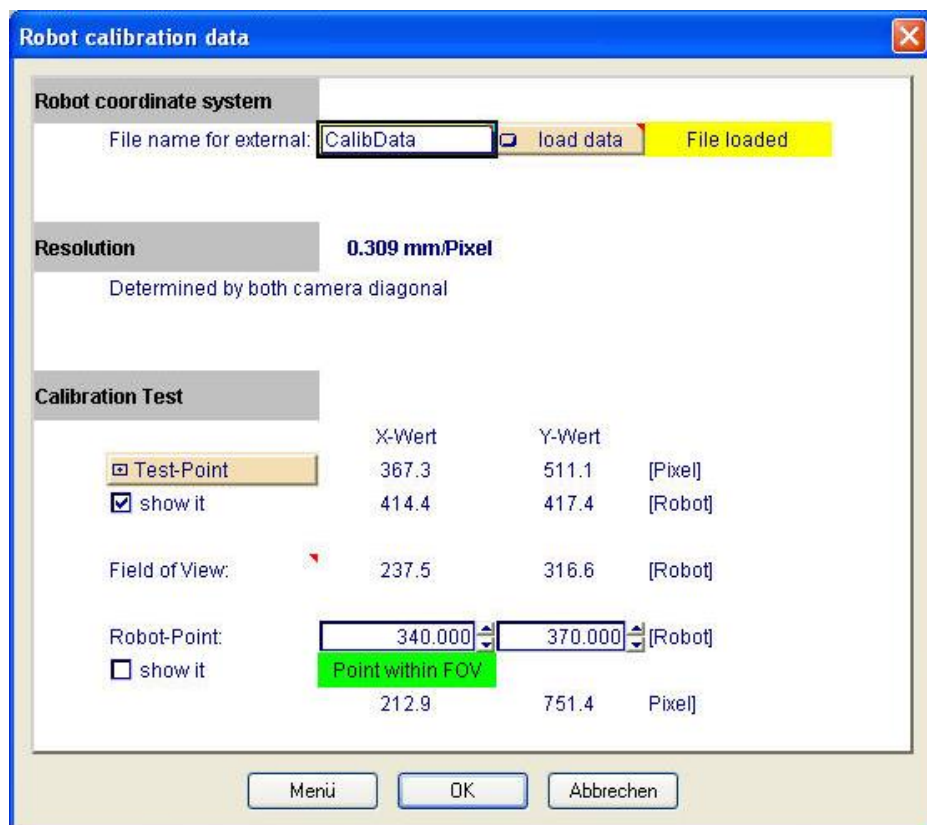 Robot calibration data
Robot coordinate system
File name for external: CalibData load data File loaded
Resolution 0.309 mm/Pixel
Determined by both camera diagonal
Calibration Test
X-Wert Y-Wert
Test-Point 367.3 511.1 [Pixel]
show it 414.4 417.4 [Robot]
Field of View: 237.5 316.6 [Robot]
Robot-Point: 340.000 370.000 [Robot]
show it Point within FOV
212.9 751.4 Pixel]
Menü OK Abbrechen